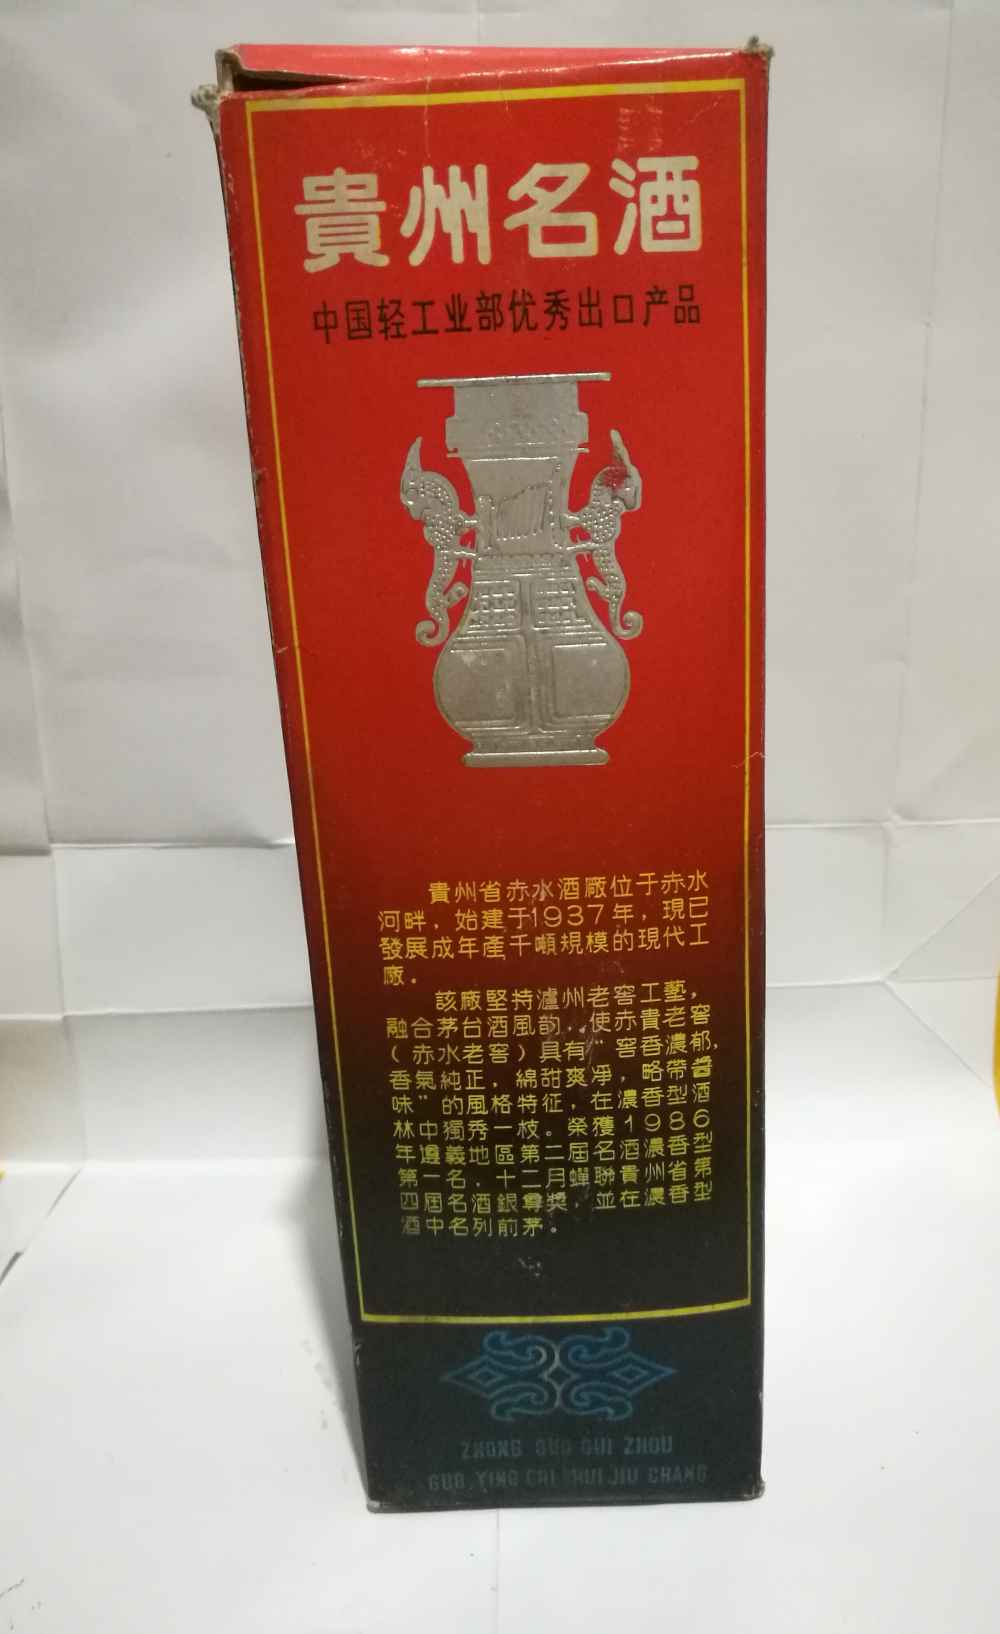 貴州名酒
中国轻工业部优秀出口产品
貴州省赤水酒廠位于赤水
河畔，始建于1937年，現已
發展成年產千噸規模的現代工
廠。
該廠堅持瀘州老窖工藝，
融合茅台酒風韵，使赤貴老窖
（赤水老窖）具有“窖香濃郁，
香氣純正，綿甜爽净，略帶醬
味”的風格特征，在濃香型酒
林中獨秀一枝。榮獲1986
年遵義地區第二屆名酒濃香型
第一名，十二月蟬聯貴州省第
四屆名酒銀尊獎，並在濃香型
酒中名列前茅。
ZHONG GUO GUI ZHOU
GUO YING CHI SHUI JIU CHANG